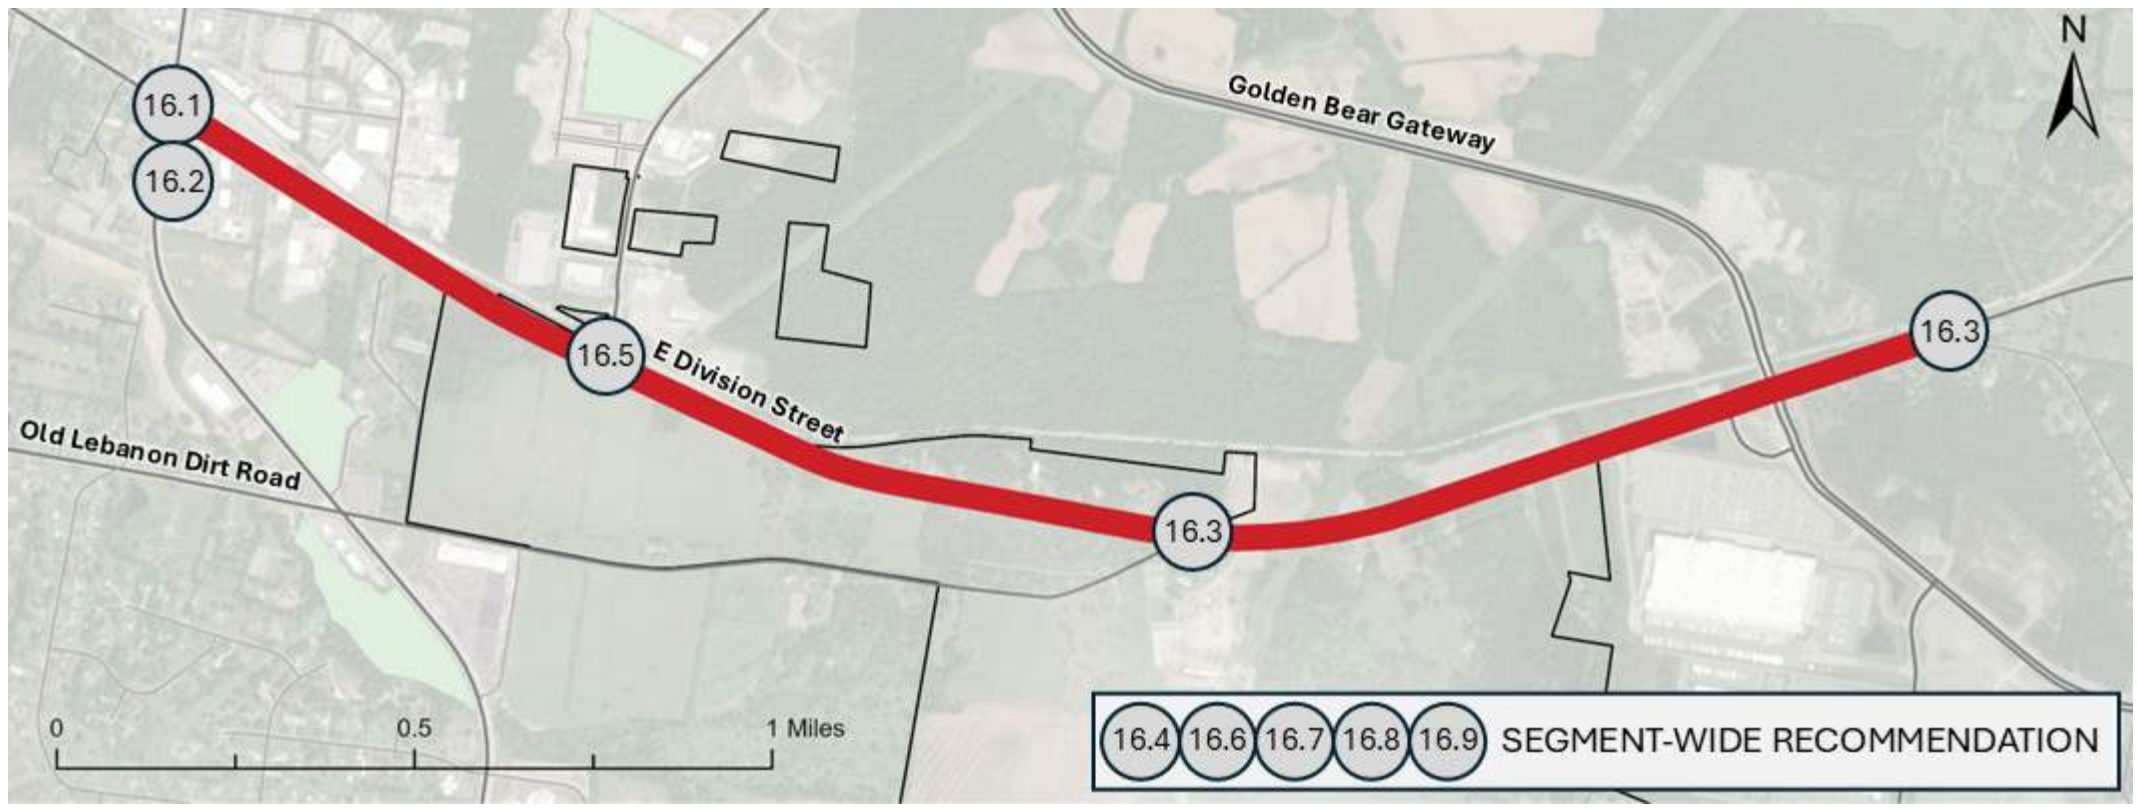 N
16.1
Golden Bear Gateway
16.2
16.3
16.5
E Division Street
Old Lebanon Dirt Road
16.3
0 0.5 1 Miles
16.4 16.6 16.7 16.8 16.9 SEGMENT-WIDE RECOMMENDATION